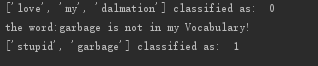 ['love', 'my', 'dalmation'] classified as:  0
the word:garbage is not in my Vocabulary!
['stupid', 'garbage'] classified as:  1